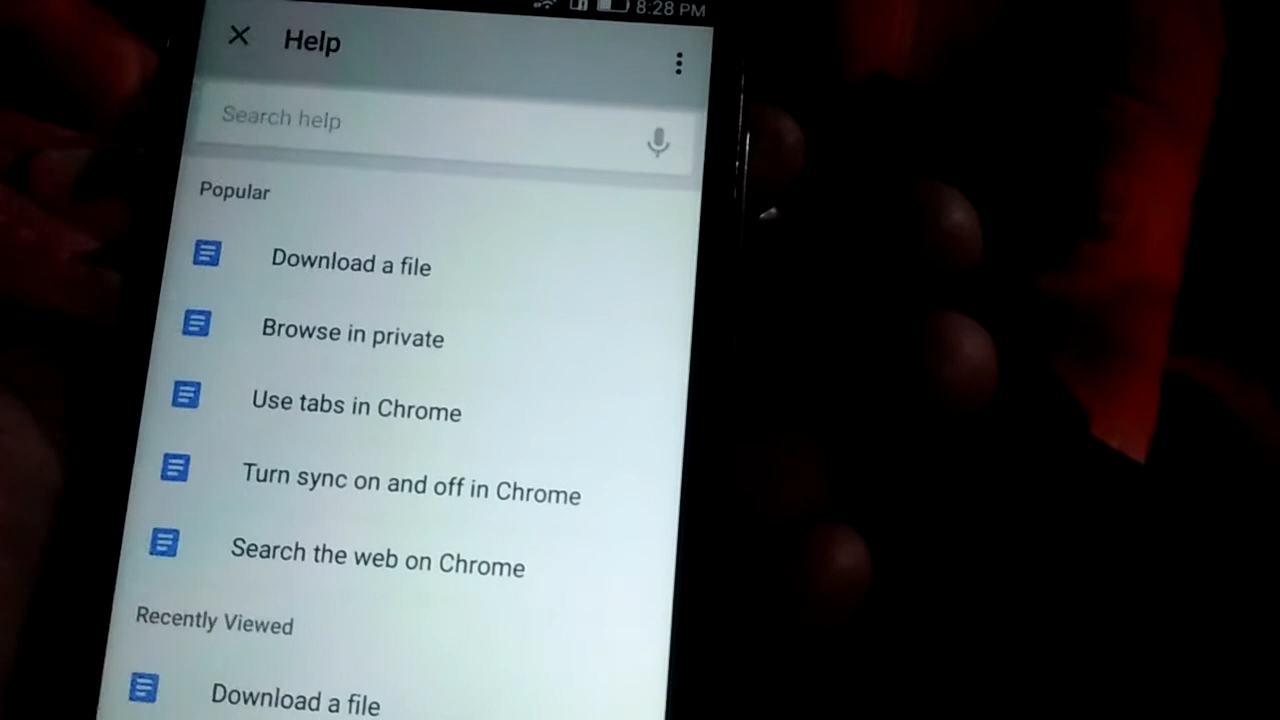 8:28 PM
Help
Search help
Popular
Download a file
Browse in private
Use tabs in Chrome
Turn sync on and off in Chrome
Search the web on Chrome
Recently Viewed
Download a file